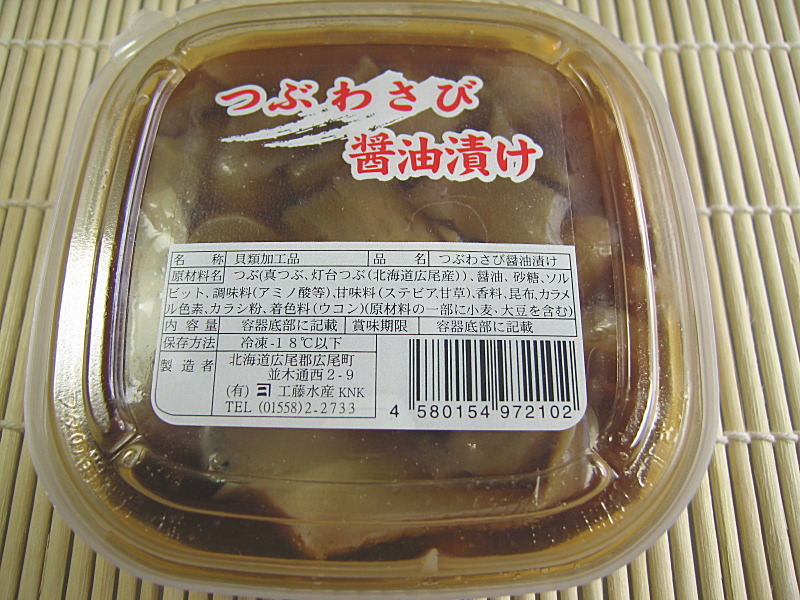 つぶわさび
醤油漬け
名 称 貝類加工品 品 名 つぶわさび醤油漬け
原材料名 つぶ(真つぶ、灯台つぶ(北海道広尾産))、醤油、砂糖、ソル
ビット、調味料(アミノ酸等)、甘味料(ステビア,甘草)、香料、昆布,カラメ
ル色素、カラシ粉、着色料(ウコン)(原材料の一部に小麦、大豆を含む)
内 容 量 容器底部に記載 賞味期限 容器底部に記載
保存方法 冷凍-18℃以下
製 造 者 北海道広尾郡広尾町
並木通西2-9
(有) 工藤水産 KNK
TEL (01558)2-2733
4 580154 972102